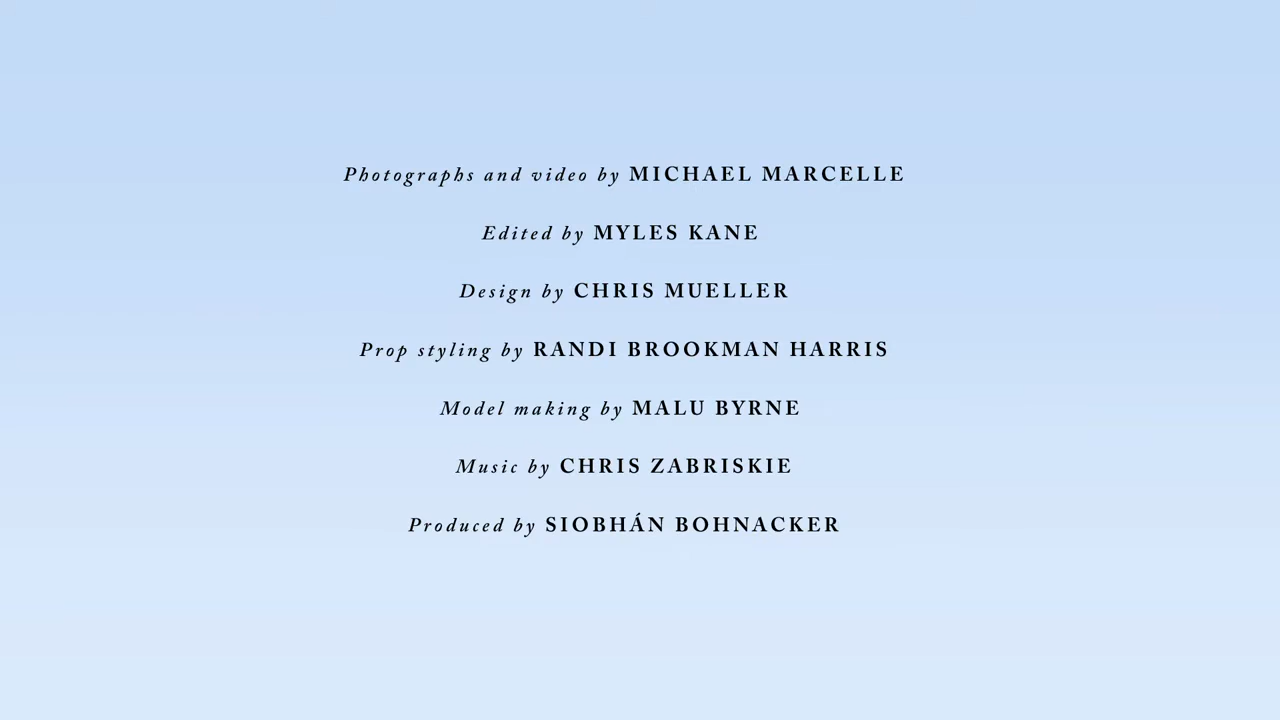 Photographs and video by MICHAEL MARCELLE
Edited by MYLES KANE
Design by CHRIS MUELLER
Prop styling by RANDI BROOKMAN HARRIS
Model making by MALU BYRNE
Music by CHRIS ZABRISKIE
Produced by SIOBHÁN BOHNACKER